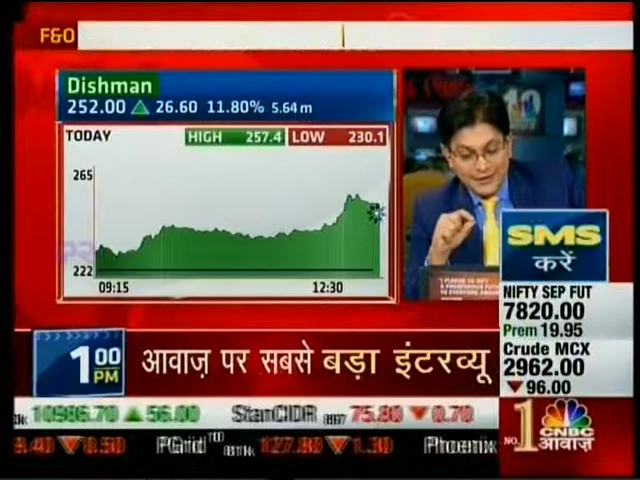 F&O
Dishman
252.00 ▲ 26.60 11.80% 5.64 m
TODAY HIGH 257.4 LOW 230.1
265
222
09:15 12:30
SMS
करें
NIFTY SEP FUT
7820.00
Prem 19.95
Crude MCX
2962.00
▼ 96.00
1:00 PM
आवाज़ पर सबसे बड़ा इंटरव्यू
10986.70 ▲ 56.00 StanCIDR 75.80 ▼ 0.70
PGrid 127.80 ▼ 1.30 Phoenix
NO. 1 CNBC आवाज़